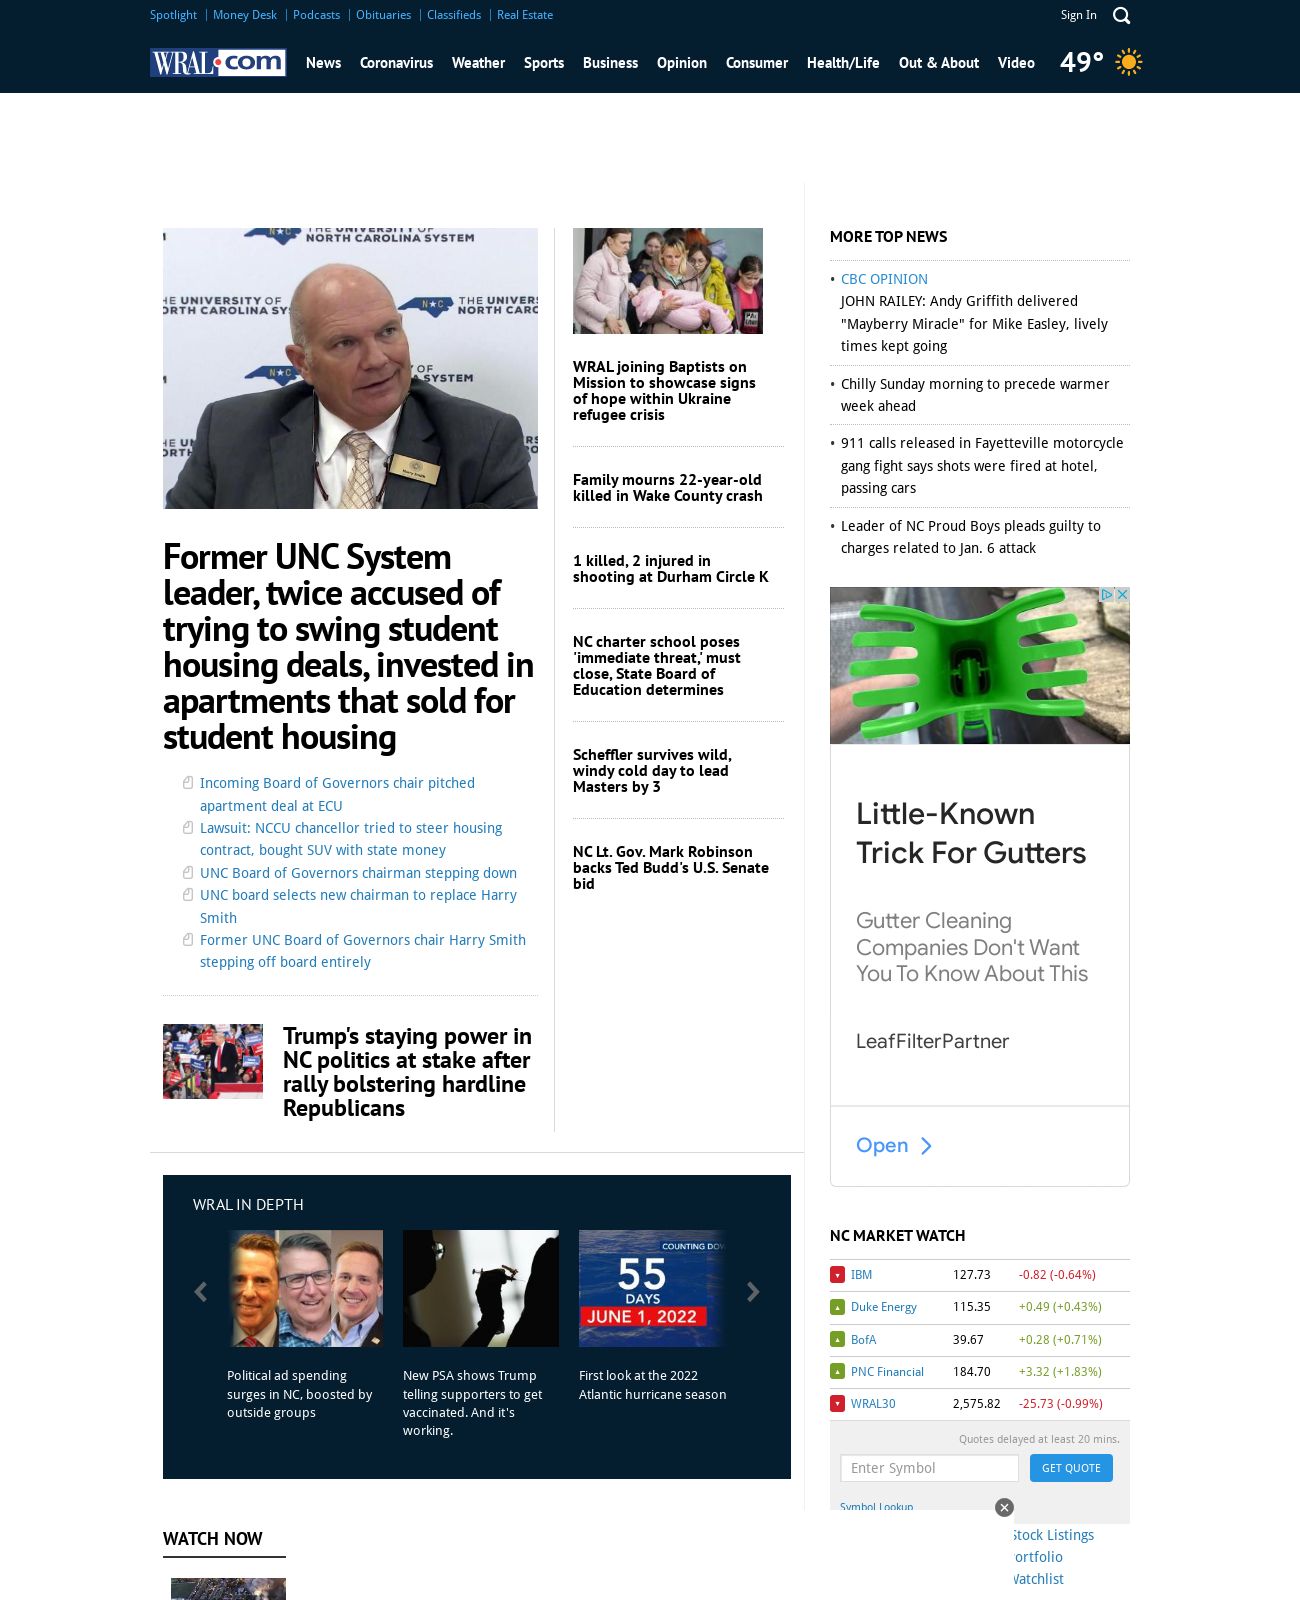 Spotlight
Money Desk
Podcasts
Obituaries
Classifieds
Real Estate
Sign In
WRAL.com
News
Coronavirus
Weather
Sports
Business
Opinion
Consumer
Health/Life
Out & About
Video
49°
THE UNIVERSITY OF
NORTH CAROLINA SYSTEM
Former UNC System
leader, twice accused of
trying to swing student
housing deals, invested in
apartments that sold for
student housing
Incoming Board of Governors chair pitched
apartment deal at ECU
Lawsuit: NCCU chancellor tried to steer housing
contract, bought SUV with state money
UNC Board of Governors chairman stepping down
UNC board selects new chairman to replace Harry
Smith
Former UNC Board of Governors chair Harry Smith
stepping off board entirely
Trump's staying power in
NC politics at stake after
rally bolstering hardline
Republicans
WRAL joining Baptists on
Mission to showcase signs
of hope within Ukraine
refugee crisis
Family mourns 22-year-old
killed in Wake County crash
1 killed, 2 injured in
shooting at Durham Circle K
NC charter school poses
'immediate threat,' must
close, State Board of
Education determines
Scheffler survives wild,
windy cold day to lead
Masters by 3
NC Lt. Gov. Mark Robinson
backs Ted Budd's U.S. Senate
bid
MORE TOP NEWS
• CBC OPINION
JOHN RAILEY: Andy Griffith delivered
"Mayberry Miracle" for Mike Easley, lively
times kept going
• Chilly Sunday morning to precede warmer
week ahead
• 911 calls released in Fayetteville motorcycle
gang fight says shots were fired at hotel,
passing cars
• Leader of NC Proud Boys pleads guilty to
charges related to Jan. 6 attack
Little-Known
Trick For Gutters
Gutter Cleaning
Companies Don't Want
You To Know About This
LeafFilterPartner
Open
WRAL IN DEPTH
COUNTING DOW
55
DAYS
JUNE 1, 2022
Political ad spending
surges in NC, boosted by
outside groups
New PSA shows Trump
telling supporters to get
vaccinated. And it's
working.
First look at the 2022
Atlantic hurricane season
NC MARKET WATCH
IBM 127.73 -0.82 (-0.64%)
Duke Energy 115.35 +0.49 (+0.43%)
BofA 39.67 +0.28 (+0.71%)
PNC Financial 184.70 +3.32 (+1.83%)
WRAL30 2,575.82 -25.73 (-0.99%)
Quotes delayed at least 20 mins.
Enter Symbol
GET QUOTE
Symbol Lookup
Stock Listings
ortfolio
Watchlist
WATCH NOW